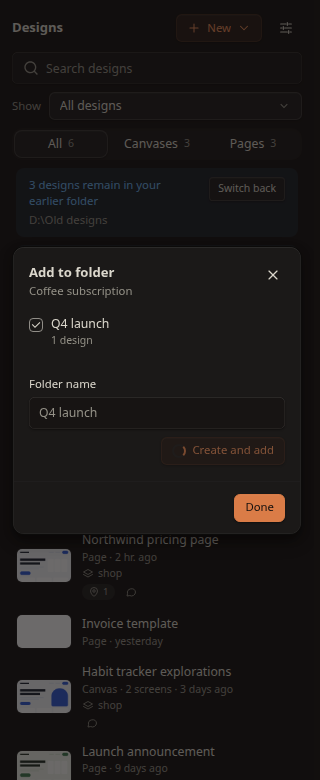 Designs
New
Search designs
Show
All designs
All 6
Canvases 3
Pages 3
3 designs remain in your
earlier folder
Switch back
D:\Old designs
Add to folder
Coffee subscription
Q4 launch
1 design
Folder name
Q4 launch
Create and add
Done
Northwind pricing page
Page · 2 hr. ago
shop
1
Invoice template
Page · yesterday
Habit tracker explorations
Canvas · 2 screens · 3 days ago
shop
Launch announcement
Page · 9 days ago